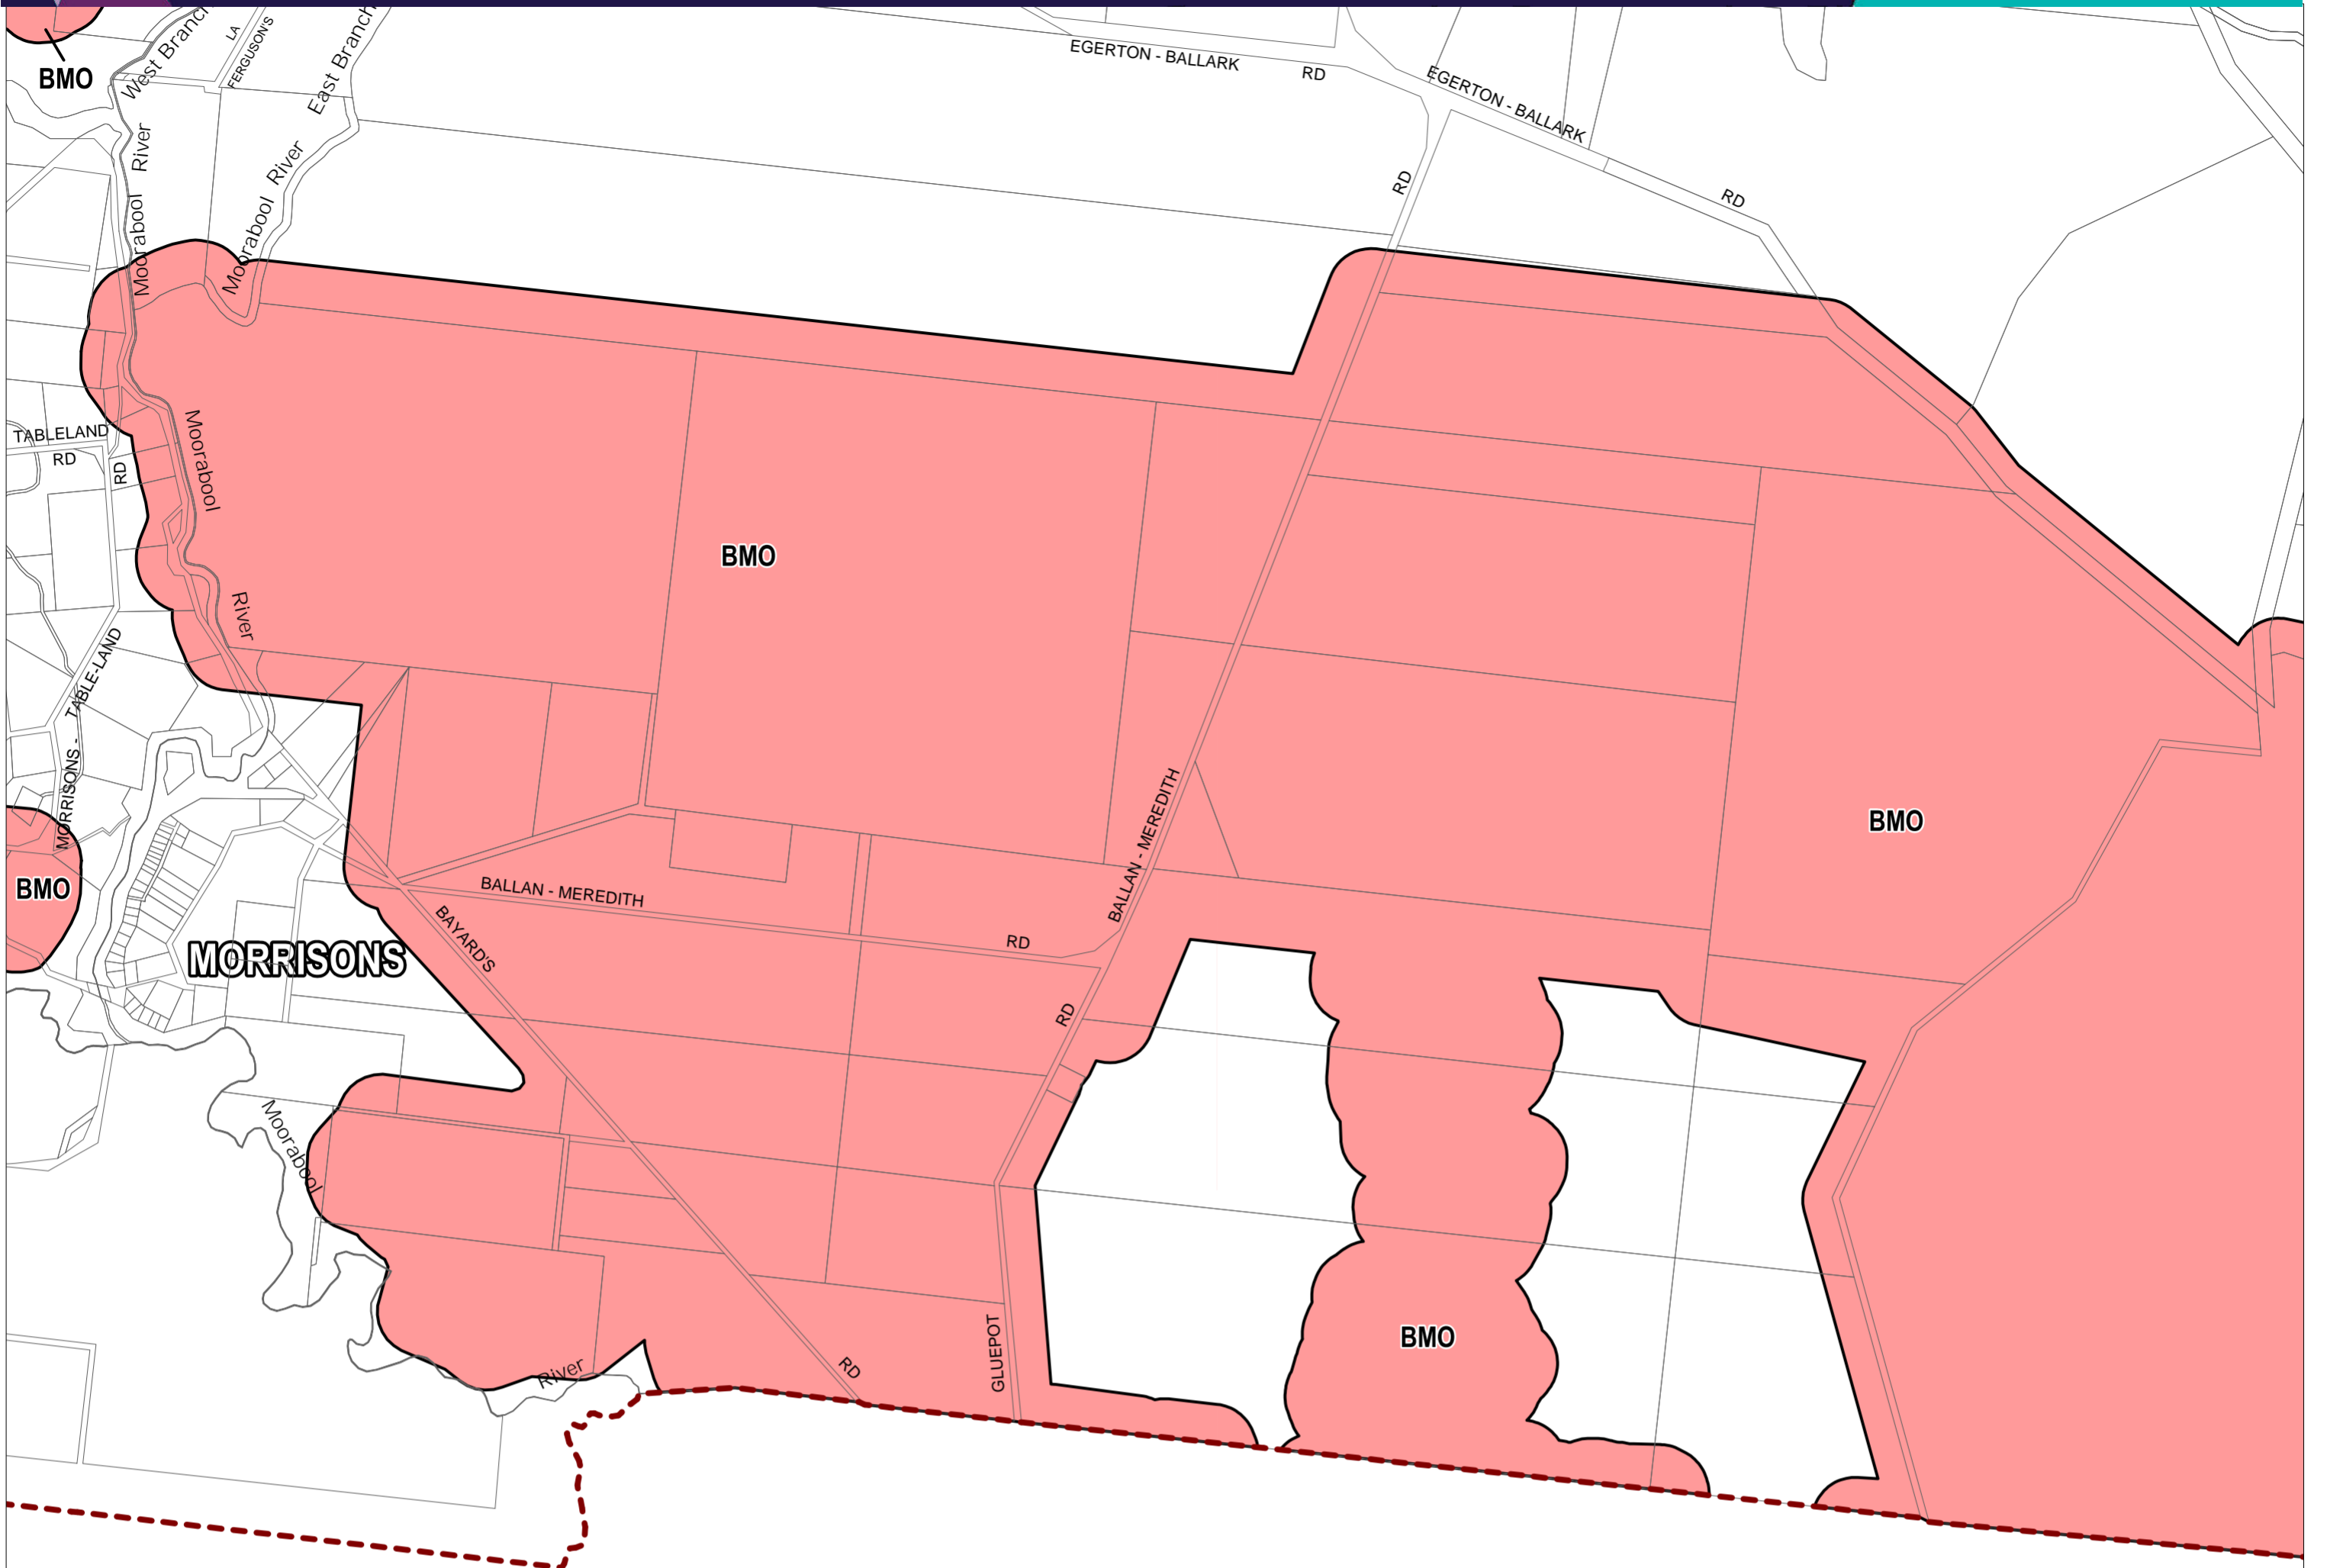 BMO
West Branch
LA
FERGUSON'S
East Branch
EGERTON - BALLARK
RD
EGERTON - BALLARK
RD
RD
River
Moorabool
River
Moorabool
TABLELAND
RD
RD
Moorabool
River
BMO
MORRISONS - TABLE-LAND
BALLAN - MEREDITH
BMO
BMO
BALLAN - MEREDITH
RD
BAYARD'S
MORRISONS
RD
Moorabool
River
RD
GLUEPOT
BMO